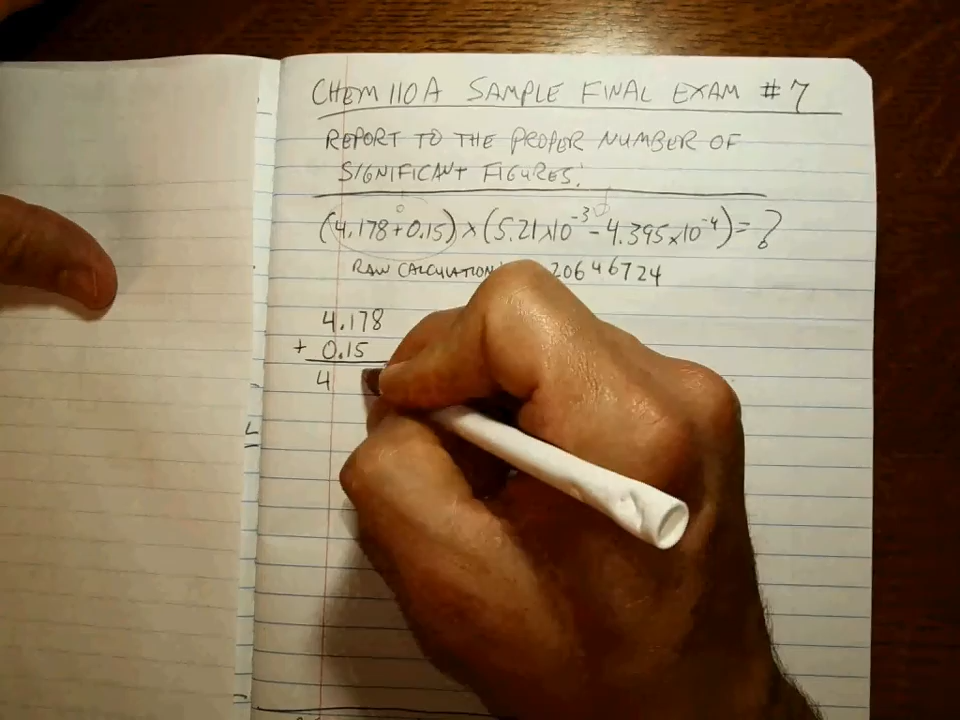 CHEM 110A SAMPLE FINAL EXAM #7
REPORT TO THE PROPER NUMBER OF
SIGNIFICANT FIGURES:
(4.178+0.15)×(5.21×10⁻³-4.395×10⁻⁴)=?
RAW CALCULATION 20646724
4.178
+ 0.15
4